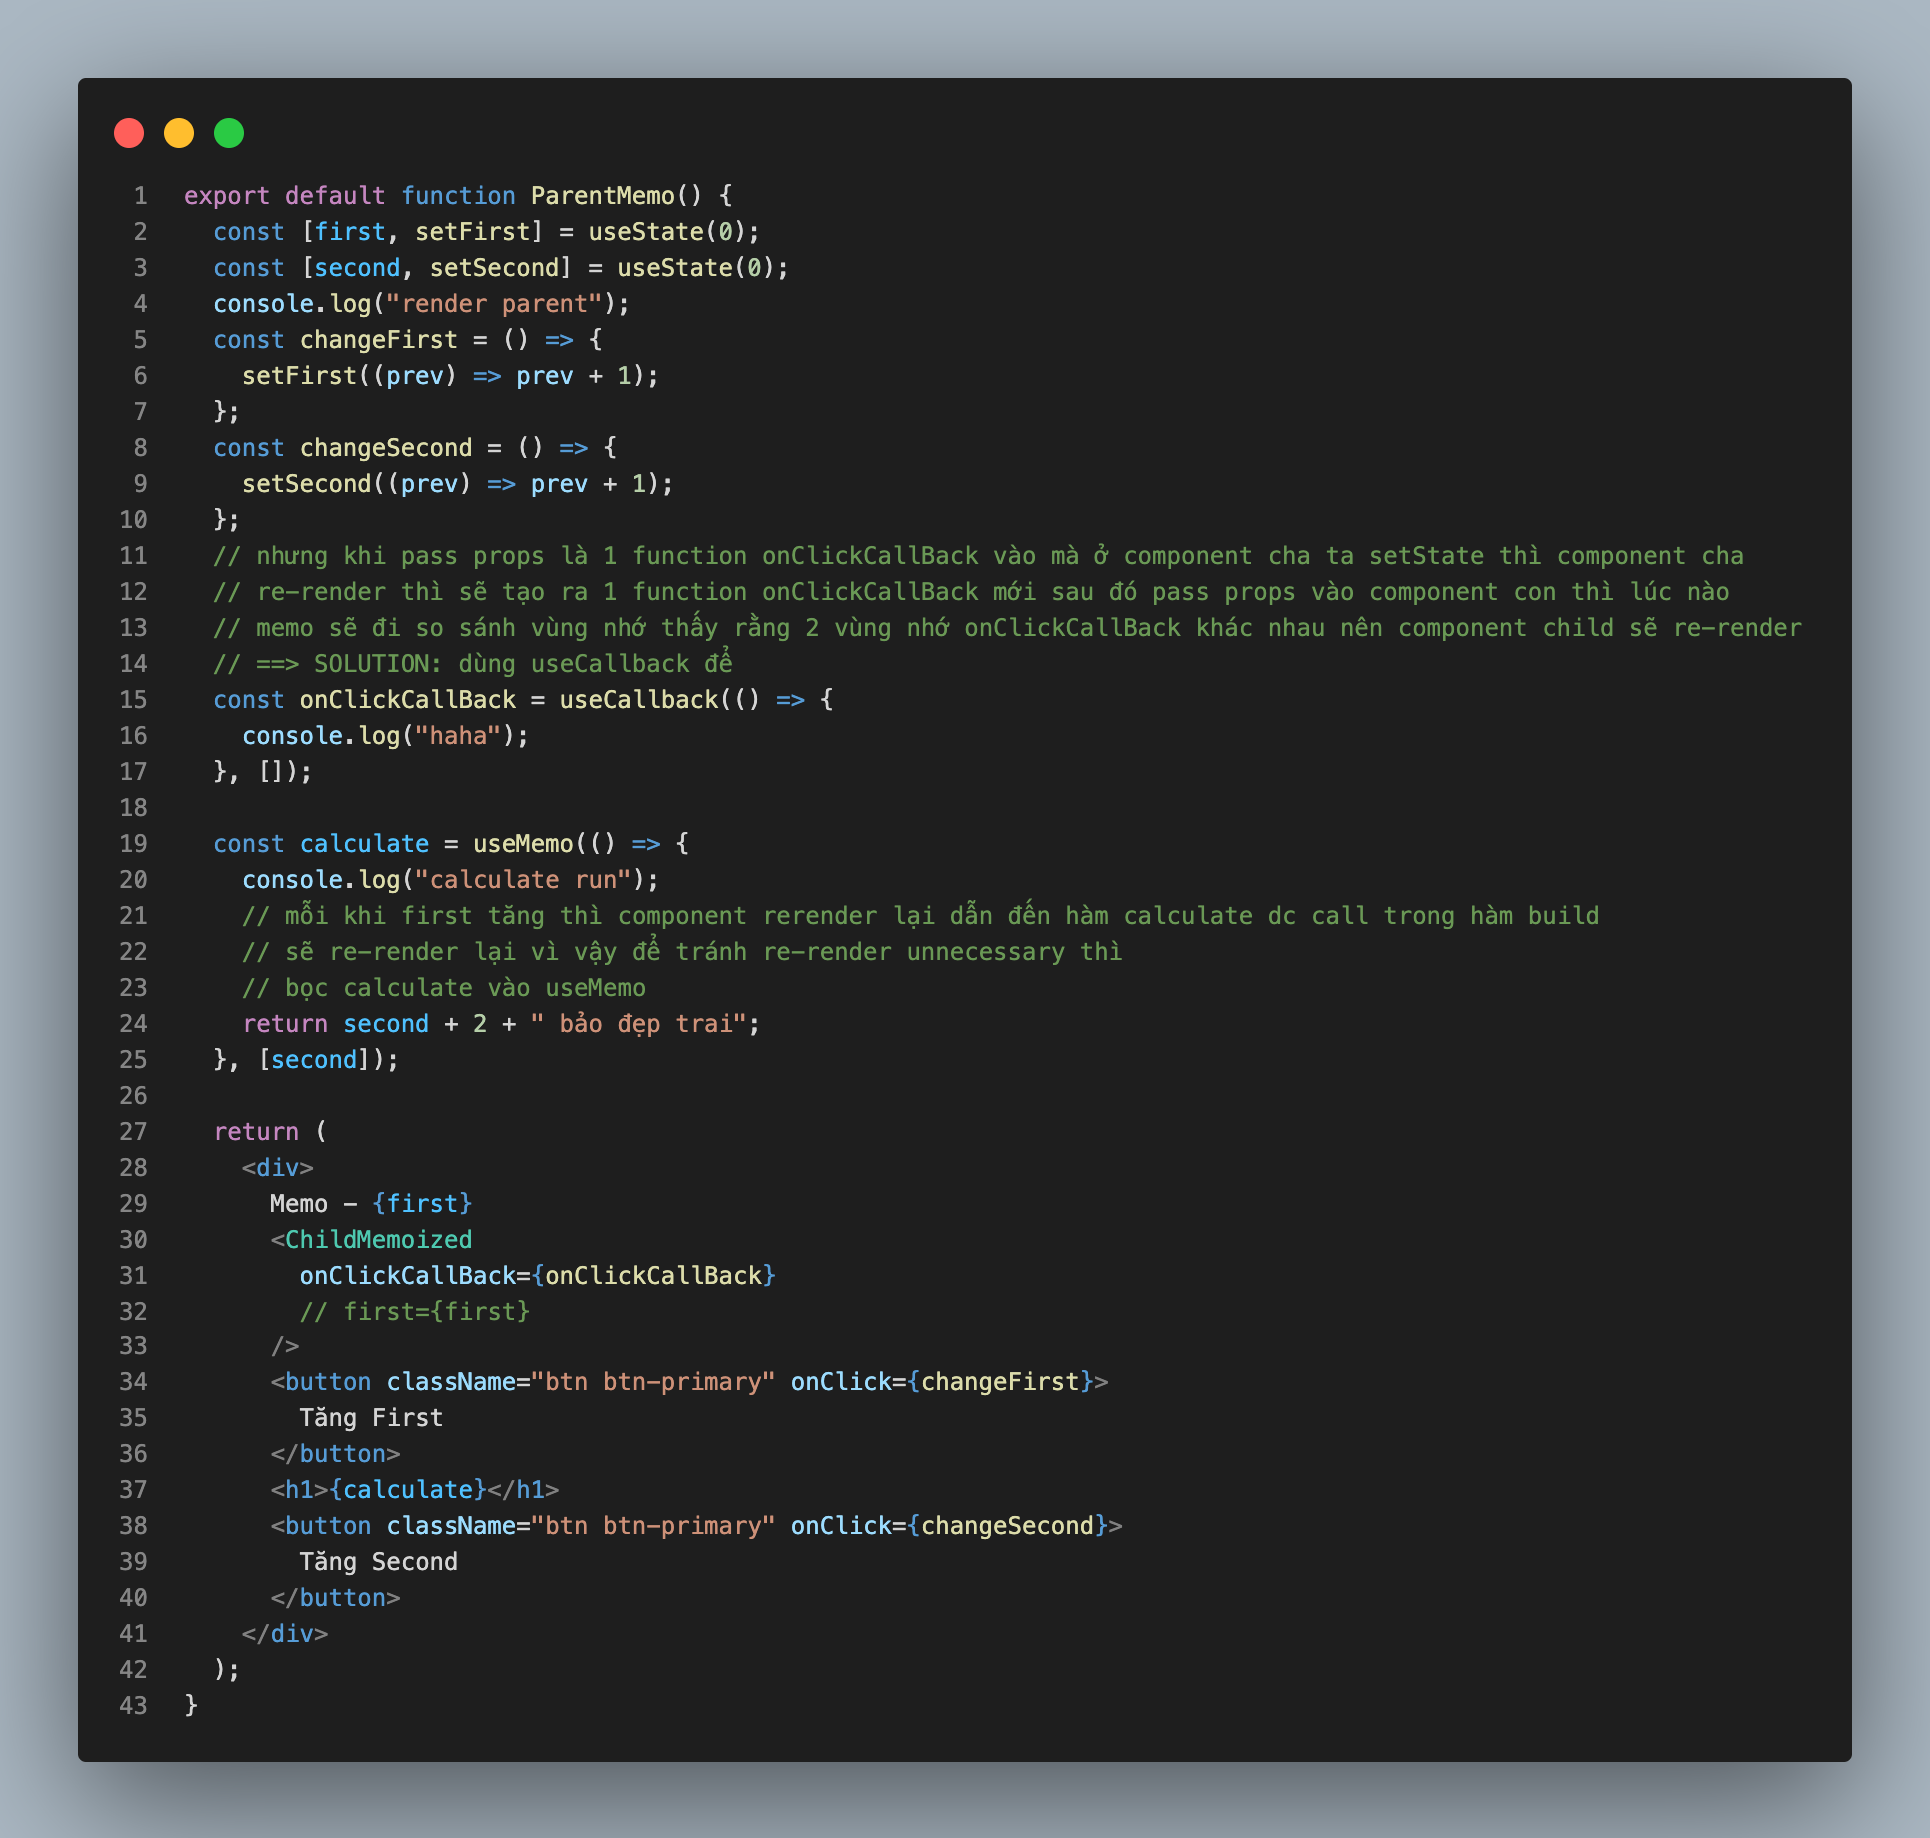 1 export default function ParentMemo() {
2   const [first, setFirst] = useState(0);
3   const [second, setSecond] = useState(0);
4   console.log("render parent");
5   const changeFirst = () => {
6     setFirst((prev) => prev + 1);
7   };
8   const changeSecond = () => {
9     setSecond((prev) => prev + 1);
10   };
11   // nhưng khi pass props là 1 function onClickCallBack vào mà ở component cha ta setState thì component cha
12   // re-render thì sẽ tạo ra 1 function onClickCallBack mới sau đó pass props vào component con thì lúc nào
13   // memo sẽ đi so sánh vùng nhớ thấy rằng 2 vùng nhớ onClickCallBack khác nhau nên component child sẽ re-render
14   // ==> SOLUTION: dùng useCallback để
15   const onClickCallBack = useCallback(() => {
16     console.log("haha");
17   }, []);
18
19   const calculate = useMemo(() => {
20     console.log("calculate run");
21     // mỗi khi first tăng thì component rerender lại dẫn đến hàm calculate dc call trong hàm build
22     // sẽ re-render lại vì vậy để tránh re-render unnecessary thì
23     // bọc calculate vào useMemo
24     return second + 2 + " bảo đẹp trai";
25   }, [second]);
26
27   return (
28     <div>
29       Memo - {first}
30       <ChildMemoized
31         onClickCallBack={onClickCallBack}
32         // first={first}
33       />
34       <button className="btn btn-primary" onClick={changeFirst}>
35         Tăng First
36       </button>
37       <h1>{calculate}</h1>
38       <button className="btn btn-primary" onClick={changeSecond}>
39         Tăng Second
40       </button>
41     </div>
42   );
43 }